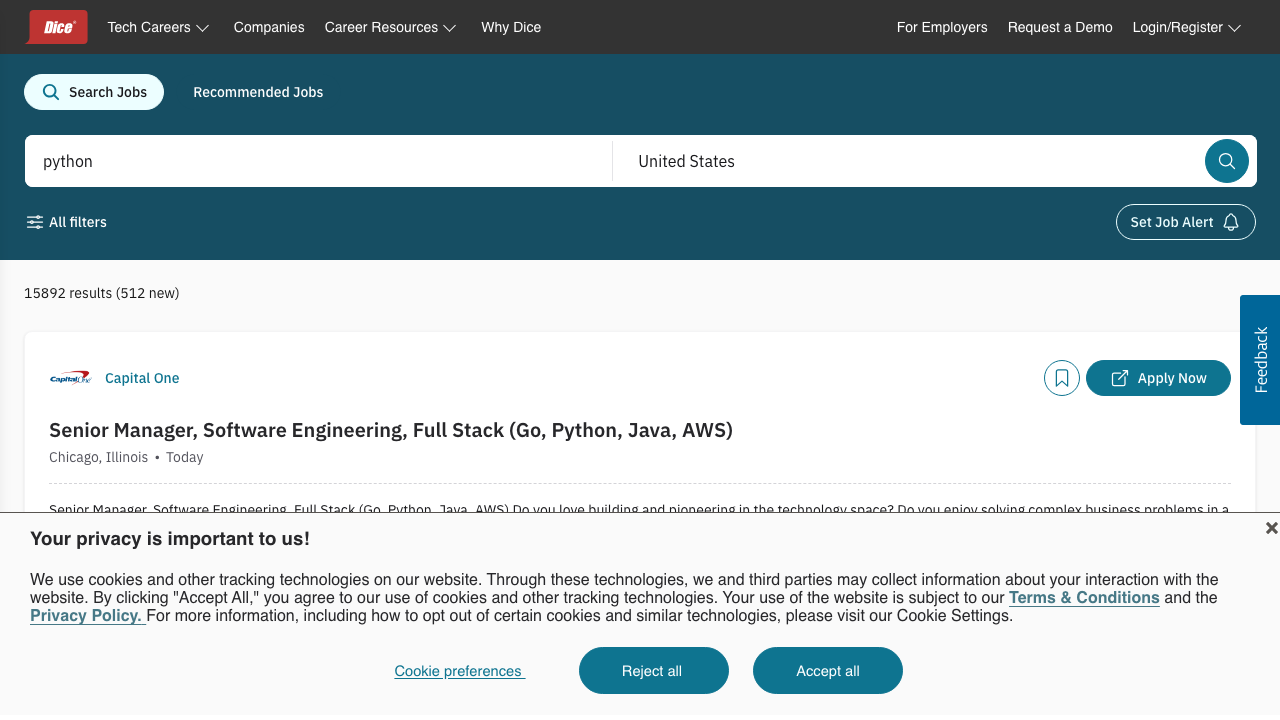 Dice
Tech Careers
Companies
Career Resources
Why Dice
For Employers
Request a Demo
Login/Register
Search Jobs
Recommended Jobs
python
United States
All filters
Set Job Alert
15892 results (512 new)
Feedback
Capital One
Capital One
Apply Now
Senior Manager, Software Engineering, Full Stack (Go, Python, Java, AWS)
Chicago, Illinois • Today
Senior Manager, Software Engineering, Full Stack (Go, Python, Java, AWS) Do you love building and pioneering in the technology space? Do you enjoy solving complex business problems in a
Your privacy is important to us!
We use cookies and other tracking technologies on our website. Through these technologies, we and third parties may collect information about your interaction with the
website. By clicking "Accept All," you agree to our use of cookies and other tracking technologies. Your use of the website is subject to our Terms & Conditions and the
Privacy Policy. For more information, including how to opt out of certain cookies and similar technologies, please visit our Cookie Settings.
Cookie preferences
Reject all
Accept all